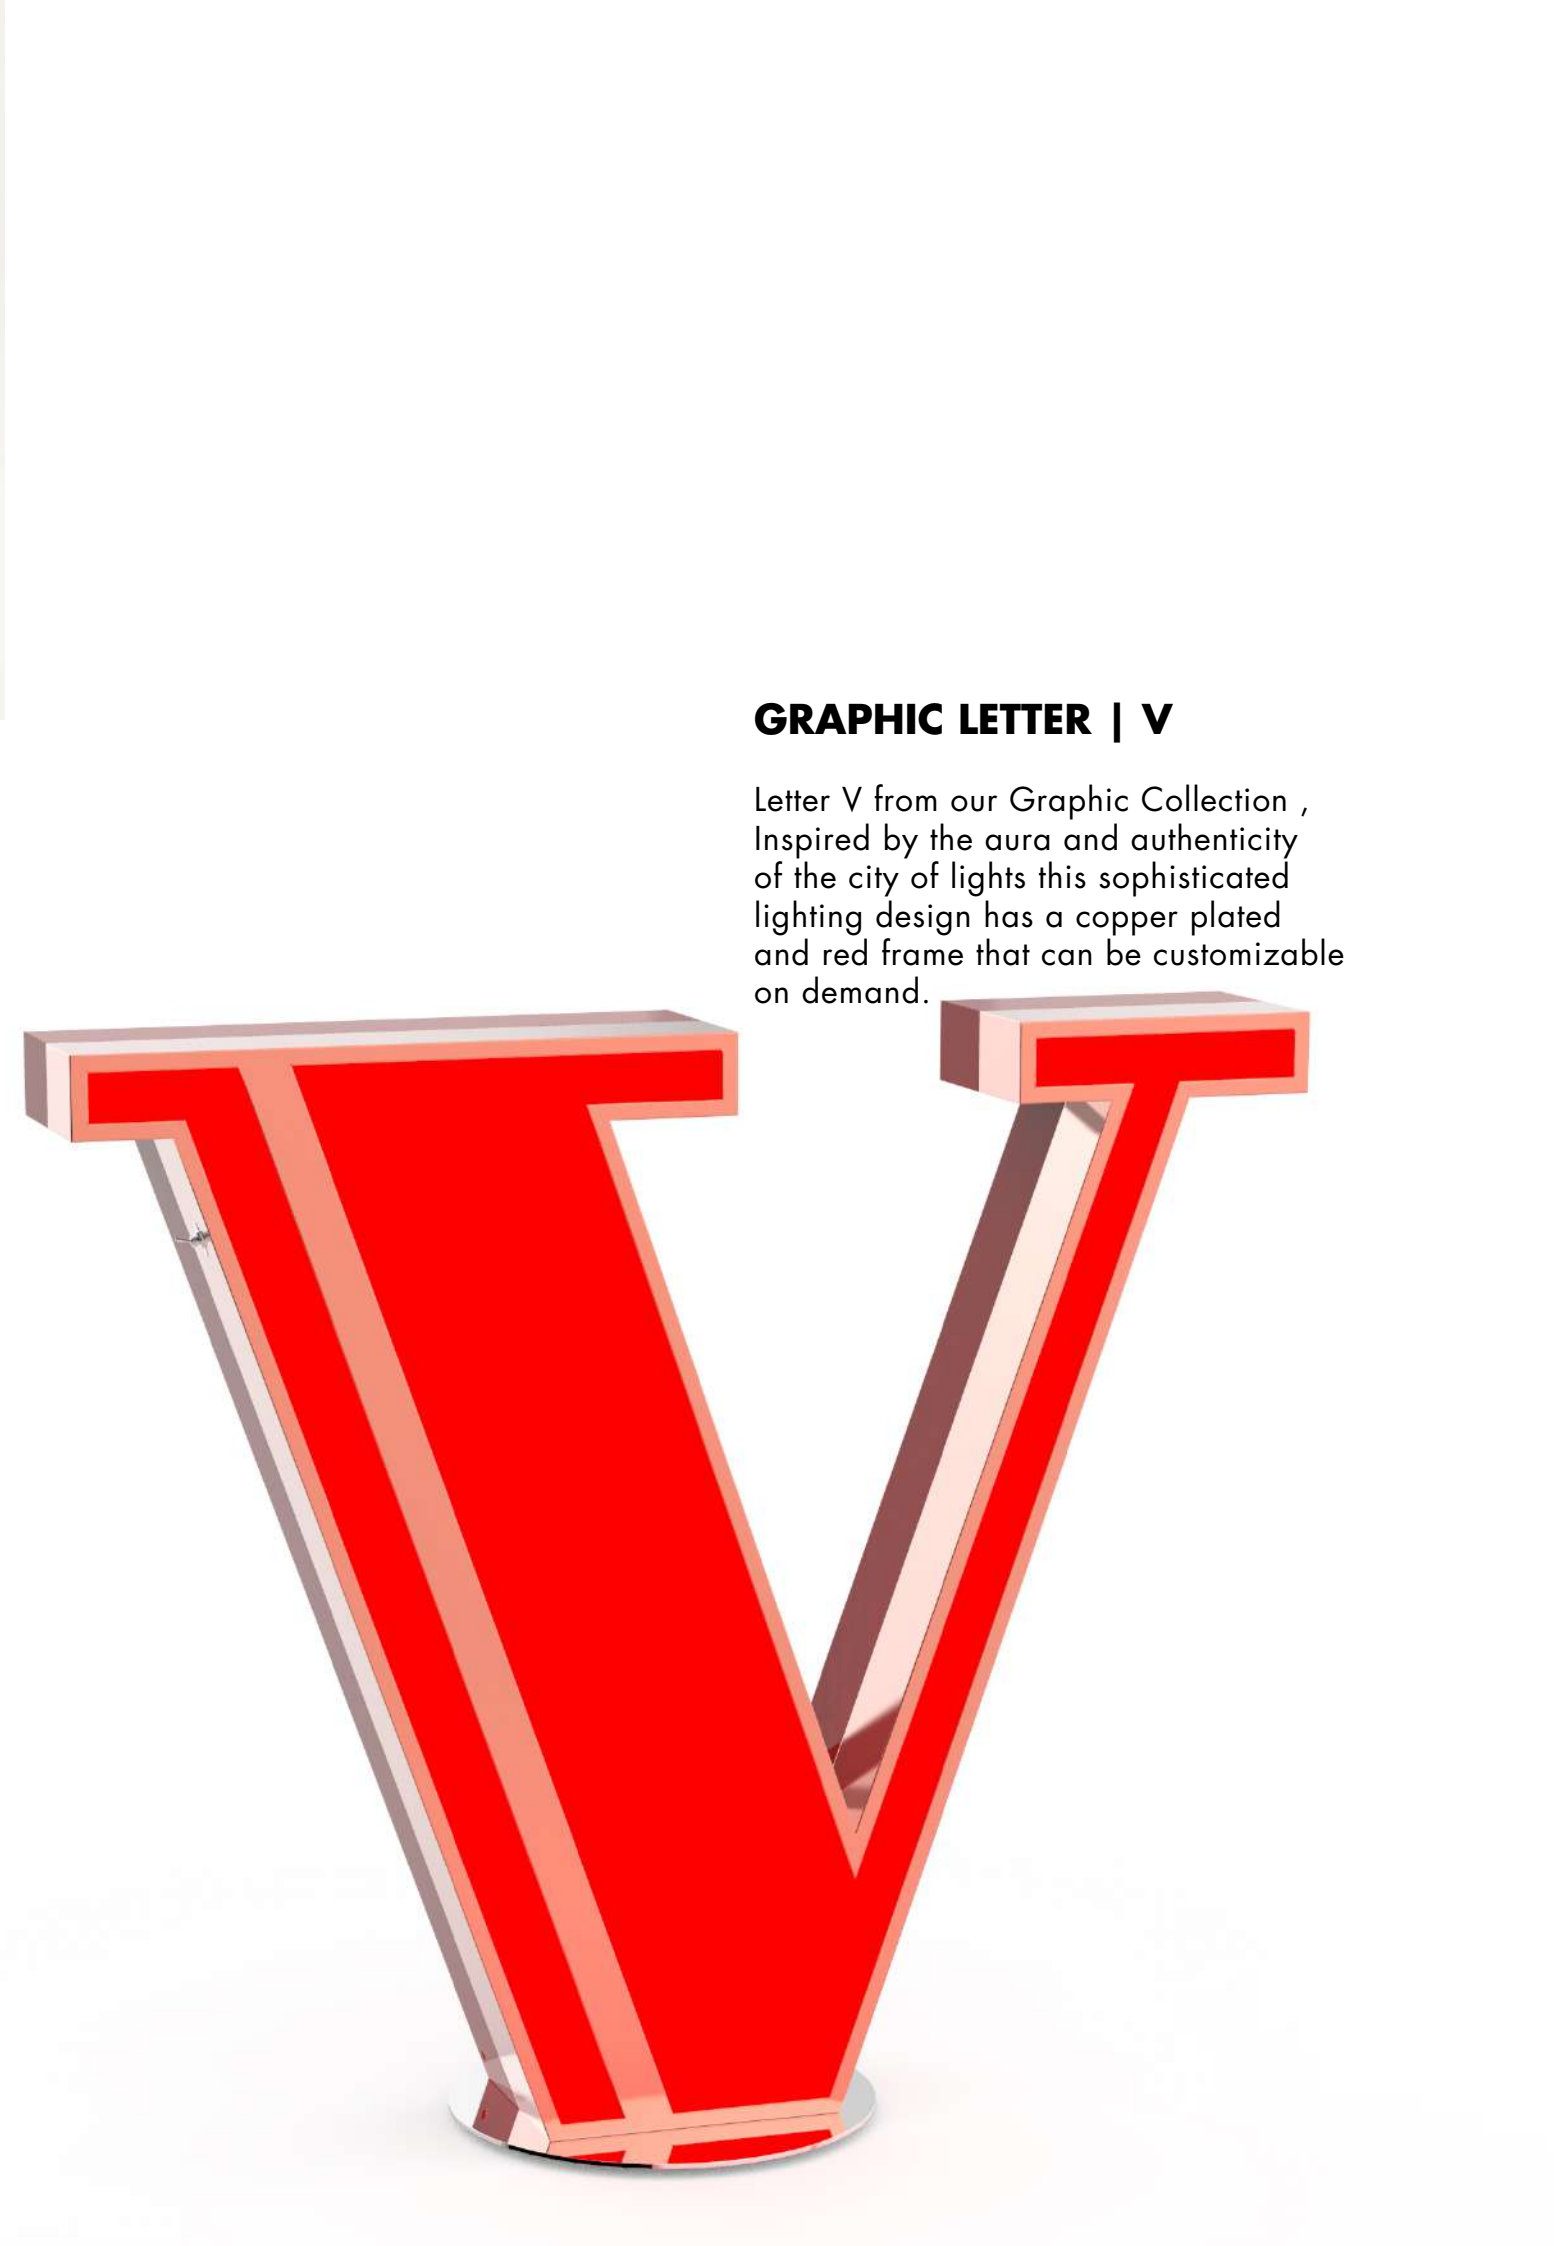 GRAPHIC LETTER | V
Letter V from our Graphic Collection ,
Inspired by the aura and authenticity
of the city of lights this sophisticated
lighting design has a copper plated
and red frame that can be customizable
on demand.